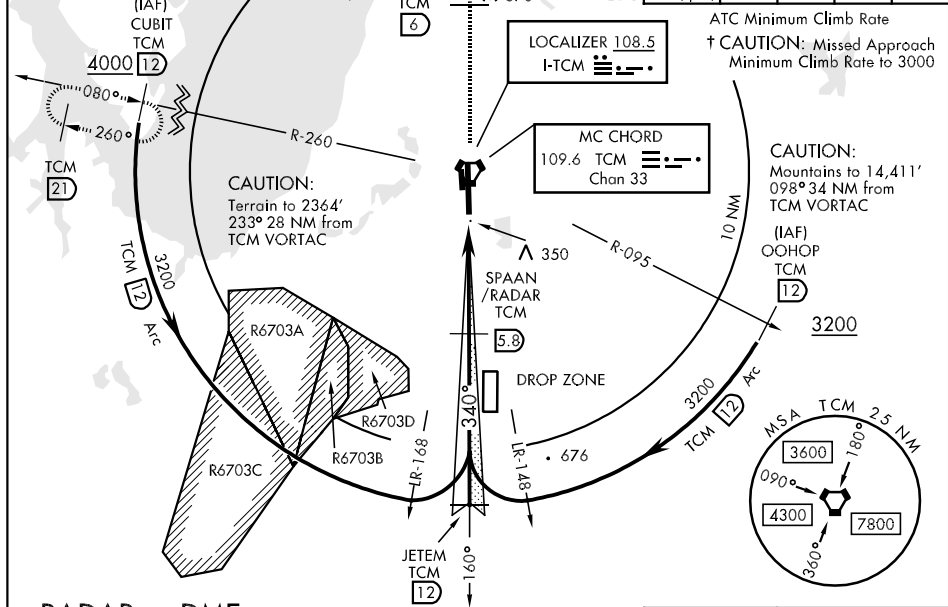 (IAF)
CUBIT
TCM
12
4000
080°
260°
TCM
21
TCM
6
LOCALIZER 108.5
I-TCM
ATC Minimum Climb Rate
† CAUTION: Missed Approach
Minimum Climb Rate to 3000
R-260
MC CHORD
109.6 TCM
Chan 33
CAUTION:
Terrain to 2364'
233° 28 NM from
TCM VORTAC
CAUTION:
Mountains to 14,411'
098° 34 NM from
TCM VORTAC
10 NM
(IAF)
OOHOP
TCM
12
R-095
3200
350
SPAAN
/RADAR
TCM
5.8
TCM 12 Arc
3200
R6703A
R6703D
R6703B
R6703C
340°
DROP ZONE
3200
TCM 12 Arc
LR-168
LR-148
676
JETEM
TCM
12
160°
MSA TCM 25 NM
3600
180°
090°
4300
7800
360°